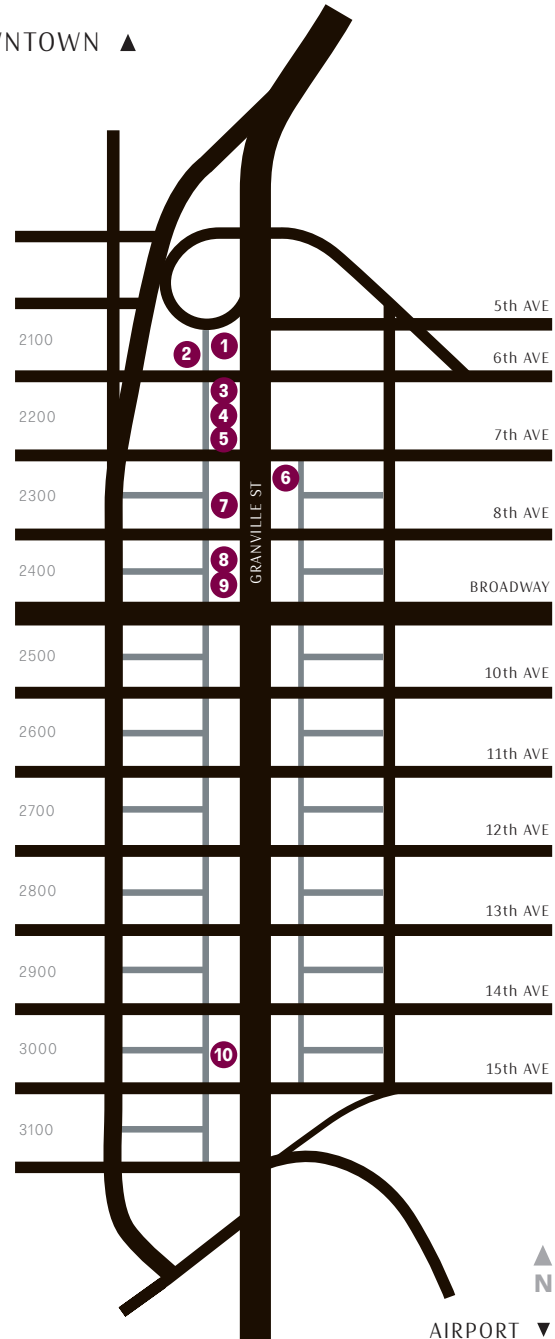 WNTOWN ▲
5th AVE
2100
1
2
6th AVE
3
2200
4
5
7th AVE
6
2300
7
8th AVE
GRANVILLE ST
8
2400
9
BROADWAY
2500
10th AVE
2600
11th AVE
2700
12th AVE
2800
13th AVE
2900
14th AVE
3000
10
15th AVE
3100
N
AIRPORT ▼